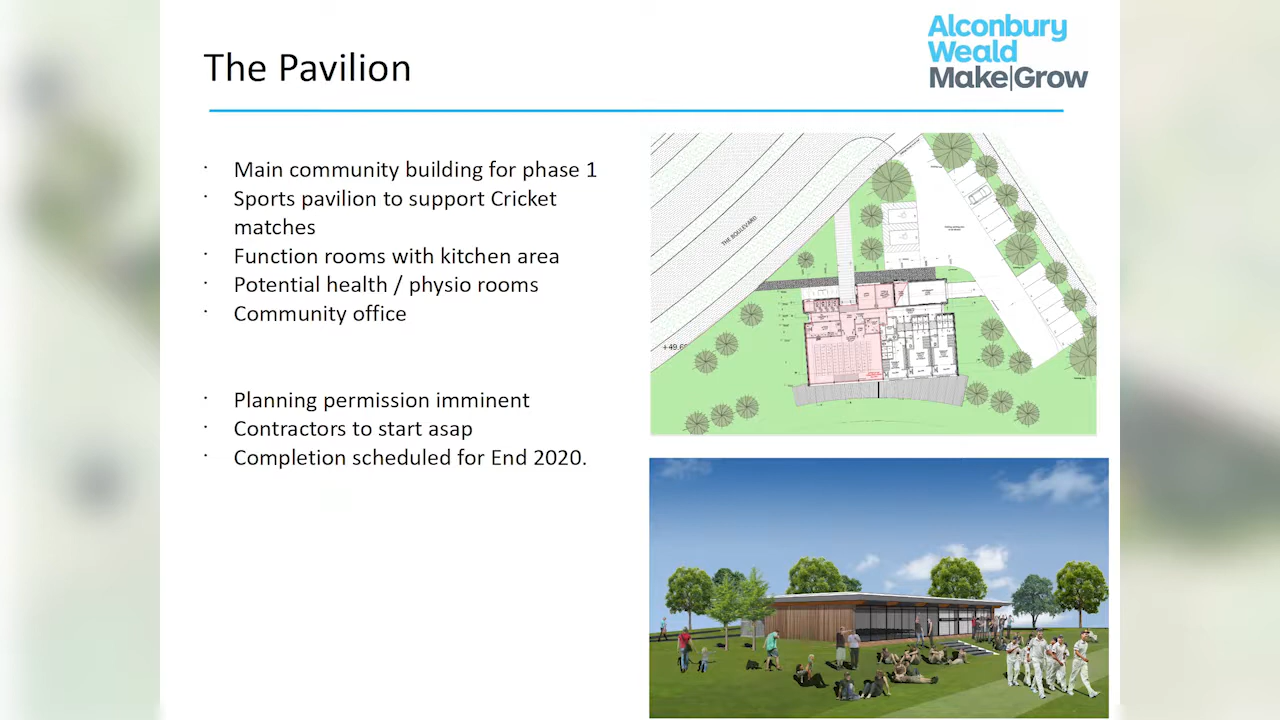 Alconbury
Weald
Make|Grow
The Pavilion
· Main community building for phase 1
· Sports pavilion to support Cricket
matches
· Function rooms with kitchen area
· Potential health / physio rooms
· Community office
· Planning permission imminent
· Contractors to start asap
· Completion scheduled for End 2020.
THE BOULEVARD